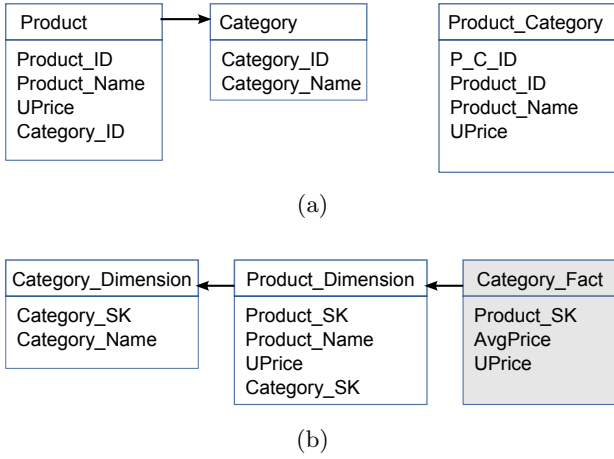 Product
Product_ID
Product_Name
UPrice
Category_ID
Category
Category_ID
Category_Name
Product_Category
P_C_ID
Product_ID
Product_Name
UPrice
(a)
Category_Dimension
Category_SK
Category_Name
Product_Dimension
Product_SK
Product_Name
UPrice
Category_SK
Category_Fact
Product_SK
AvgPrice
UPrice
(b)